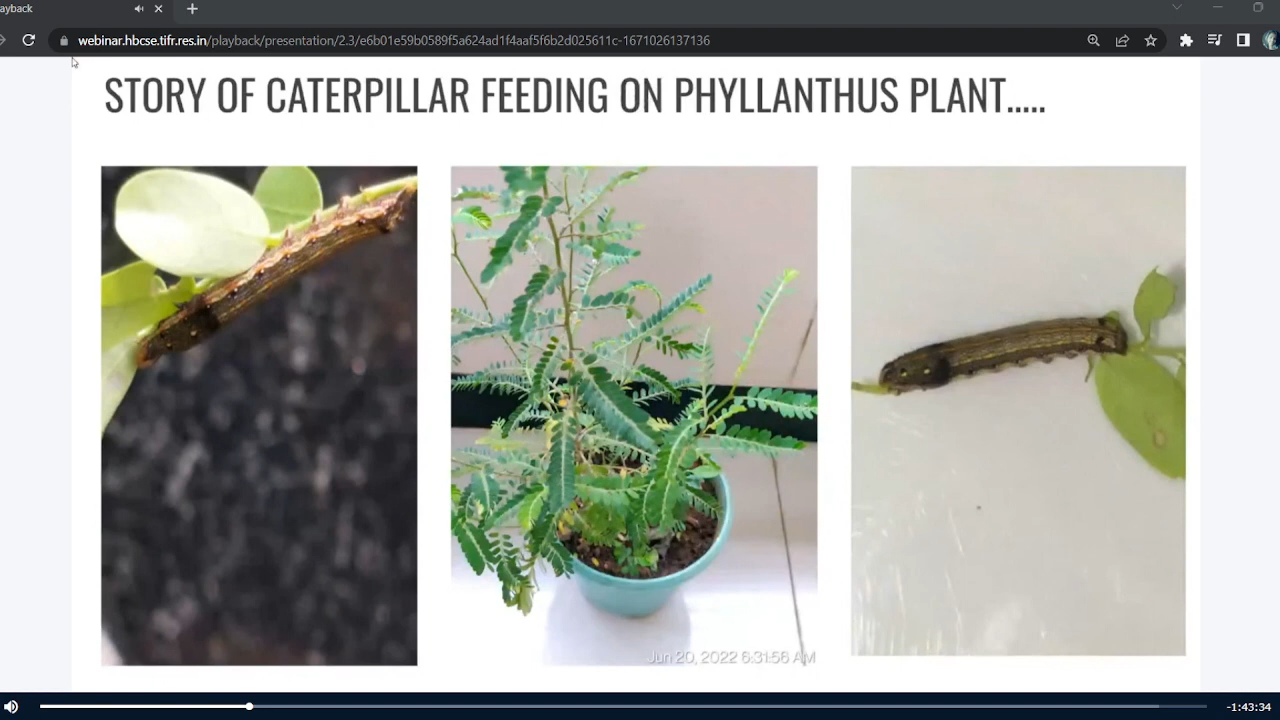 ayback
webinar.hbcse.tifr.res.in/playback/presentation/2.3/e6b01e59b0589f5a624ad1f4aaf5f6b2d025611c-1671026137136
STORY OF CATERPILLAR FEEDING ON PHYLLANTHUS PLANT.....
Jun 20, 2022 6:31:56 AM
-1:43:34